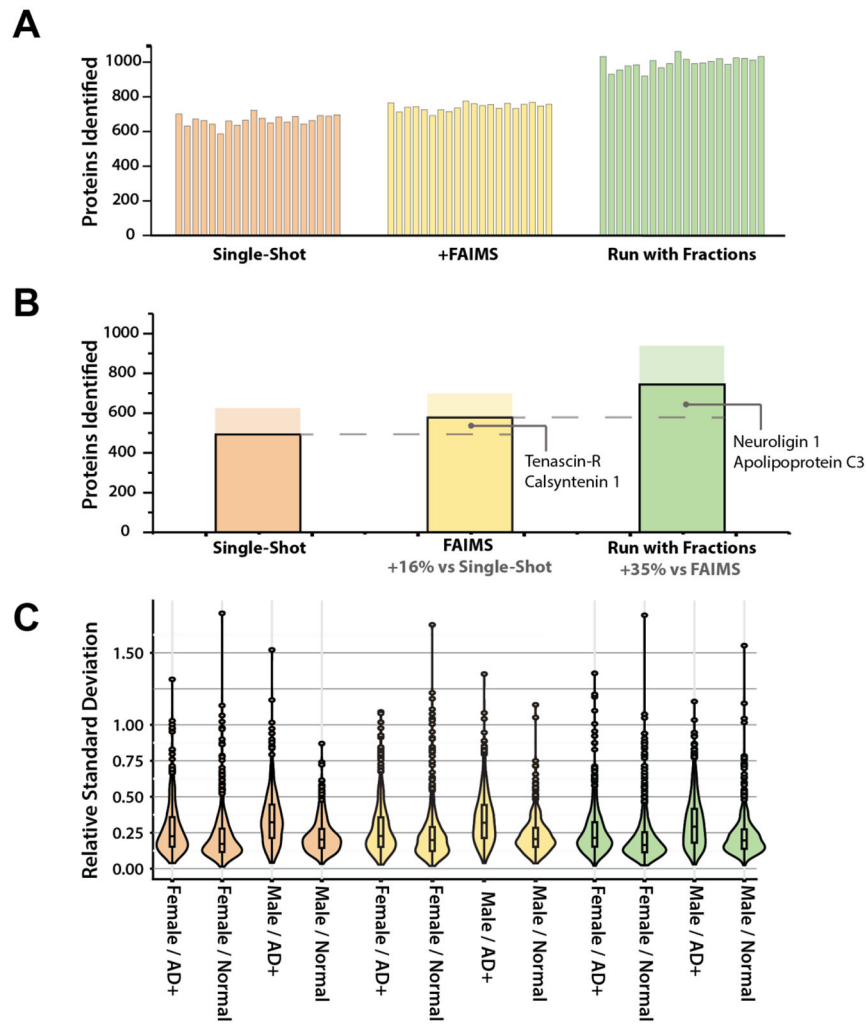 A
Proteins Identified
1000
800
600
400
200
0
Single-Shot
+FAIMS
Run with Fractions
B
Proteins Identified
1000
800
600
400
200
0
Tenascin-R
Calsyntenin 1
Neuroligin 1
Apolipoprotein C3
Single-Shot
FAIMS
+16% vs Single-Shot
Run with Fractions
+35% vs FAIMS
C
Relative Standard Deviation
1.50
1.00
0.75
0.50
0.25
0.00
Female / AD+
Female / Normal
Male / AD+
Male / Normal
Female / AD+
Female / Normal
Male / AD+
Male / Normal
Female / AD+
Female / Normal
Male / AD+
Male / Normal